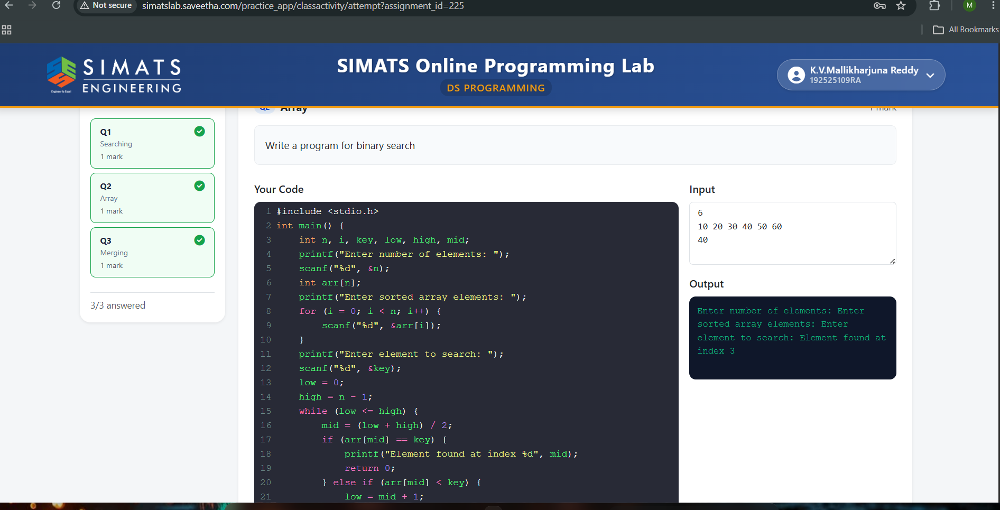 Not secure simatslab.saveetha.com/practice_app/classactivity/attempt?assignment_id=225 M
All Bookmarks
SIMATS
ENGINEERING
Engineer to Excel
SIMATS Online Programming Lab
DS PROGRAMMING
K.V.Mallikharjuna Reddy
192525109RA
Q1
Searching
1 mark
Q2
Array
1 mark
Q3
Merging
1 mark
3/3 answered
Q2 Array 1 mark
Write a program for binary search
Your Code
1 #include <stdio.h>
2 int main() {
3     int n, i, key, low, high, mid;
4     printf("Enter number of elements: ");
5     scanf("%d", &n);
6     int arr[n];
7     printf("Enter sorted array elements: ");
8     for (i = 0; i < n; i++) {
9         scanf("%d", &arr[i]);
10     }
11     printf("Enter element to search: ");
12     scanf("%d", &key);
13     low = 0;
14     high = n - 1;
15     while (low <= high) {
16         mid = (low + high) / 2;
17         if (arr[mid] == key) {
18             printf("Element found at index %d", mid);
19             return 0;
20         } else if (arr[mid] < key) {
21             low = mid + 1;
Input
6
10 20 30 40 50 60
40
Output
Enter number of elements: Enter
sorted array elements: Enter
element to search: Element found at
index 3